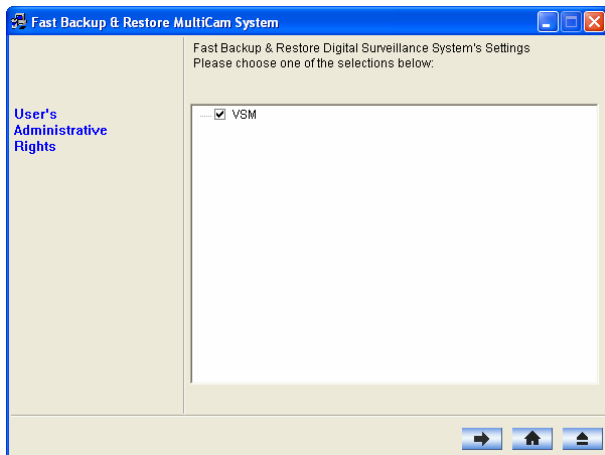 Fast Backup & Restore MultiCam System
Fast Backup & Restore Digital Surveillance System's Settings
Please choose one of the selections below:
User's
Administrative
Rights
VSM